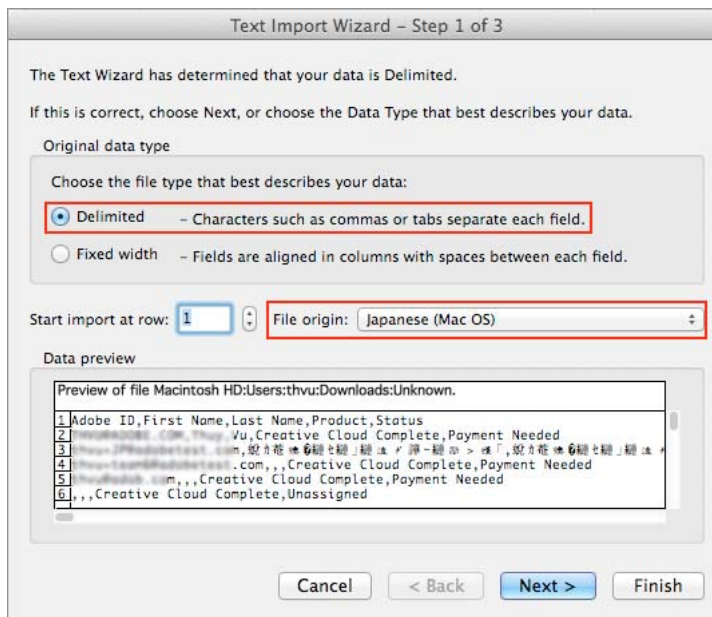 Text Import Wizard – Step 1 of 3
The Text Wizard has determined that your data is Delimited.
If this is correct, choose Next, or choose the Data Type that best describes your data.
Original data type
Choose the file type that best describes your data:
Delimited – Characters such as commas or tabs separate each field.
Fixed width – Fields are aligned in columns with spaces between each field.
Start import at row: 1 File origin: Japanese (Mac OS)
Data preview
Preview of file Macintosh HD:Users:thvu:Downloads:Unknown.
1 Adobe ID,First Name,Last Name,Product,Status
2 Vu,Creative Cloud Complete,Payment Needed
3
4 .com,,,Creative Cloud Complete,Payment Needed
5 m,,,Creative Cloud Complete,Payment Needed
6 ,,,Creative Cloud Complete,Unassigned
Cancel < Back Next > Finish